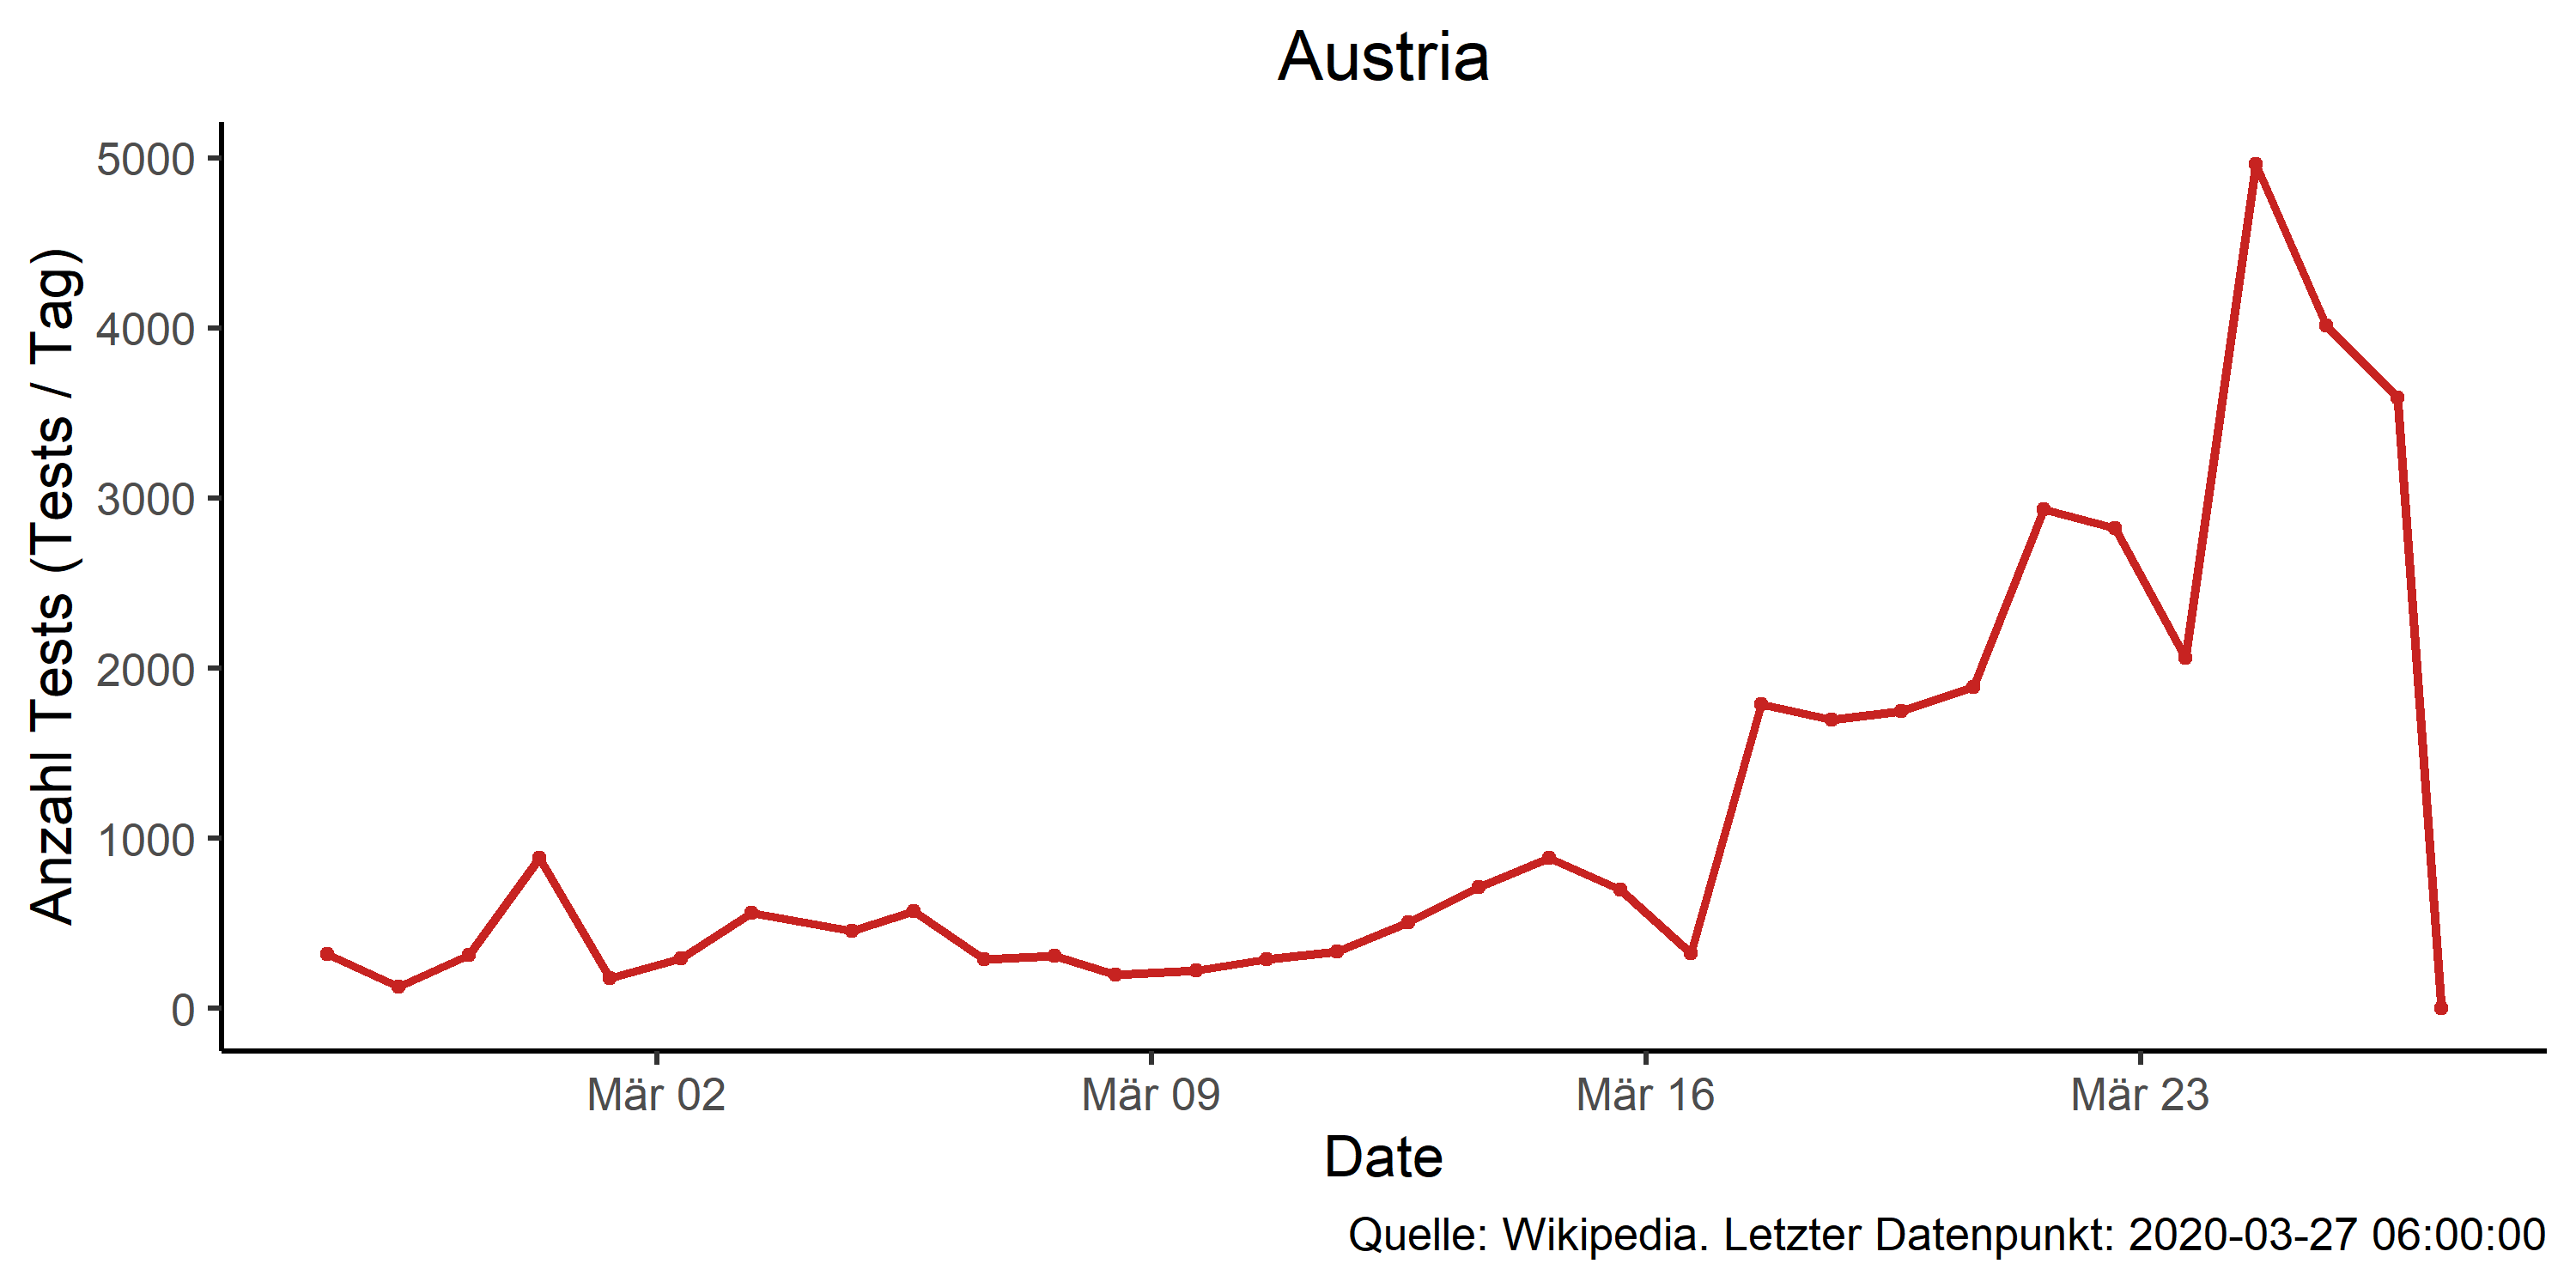 Austria
Anzahl Tests (Tests / Tag)
5000
4000
3000
2000
1000
0
Mär 02
Mär 09
Mär 16
Mär 23
Date
Quelle: Wikipedia. Letzter Datenpunkt: 2020-03-27 06:00:00